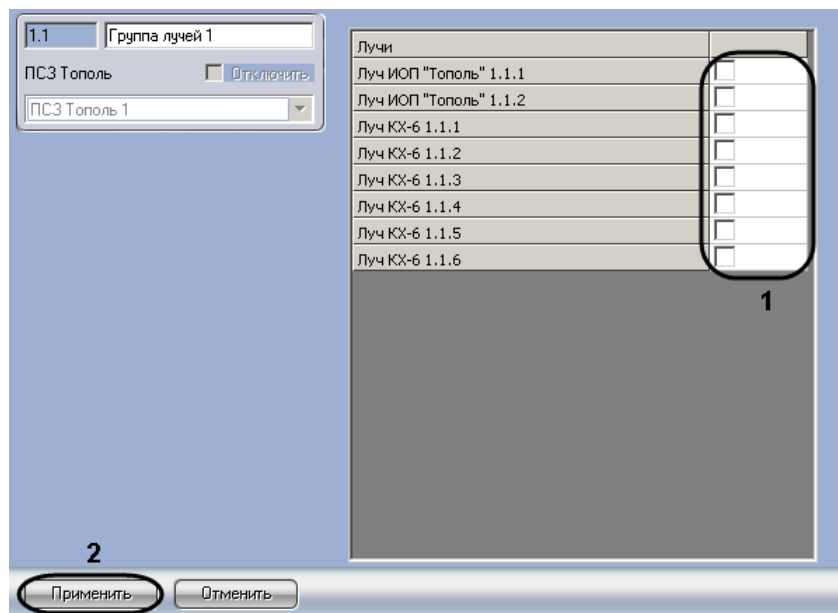 1.1 Группа лучей 1
ПСЗ Тополь Отключить
ПСЗ Тополь 1
Лучи
Луч ИОП "Тополь" 1.1.1
Луч ИОП "Тополь" 1.1.2
Луч КХ-6 1.1.1
Луч КХ-6 1.1.2
Луч КХ-6 1.1.3
Луч КХ-6 1.1.4
Луч КХ-6 1.1.5
Луч КХ-6 1.1.6
1
2
Применить Отменить